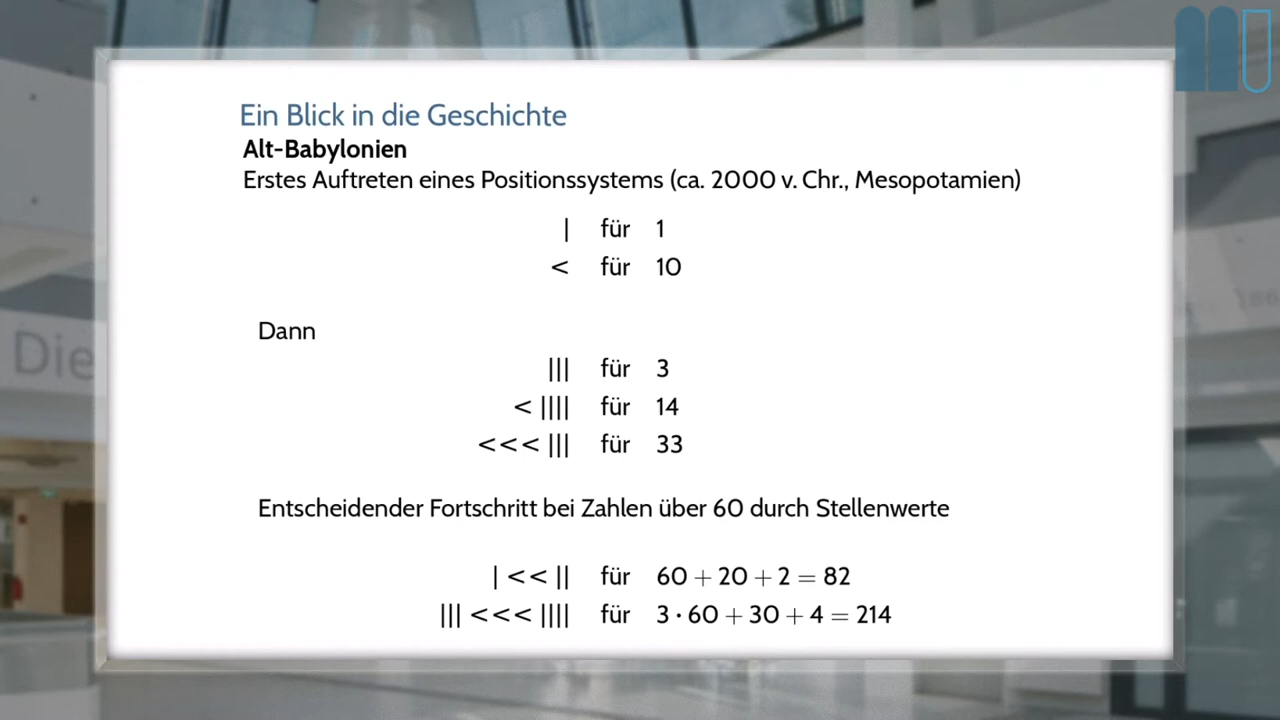 Ein Blick in die Geschichte
Alt-Babylonien
Erstes Auftreten eines Positionssystems (ca. 2000 v. Chr., Mesopotamien)
| für 1
< für 10
Dann
||| für 3
< |||| für 14
<<< ||| für 33
Entscheidender Fortschritt bei Zahlen über 60 durch Stellenwerte
| << || für 60 + 20 + 2 = 82
||| <<< |||| für 3 · 60 + 30 + 4 = 214
Die